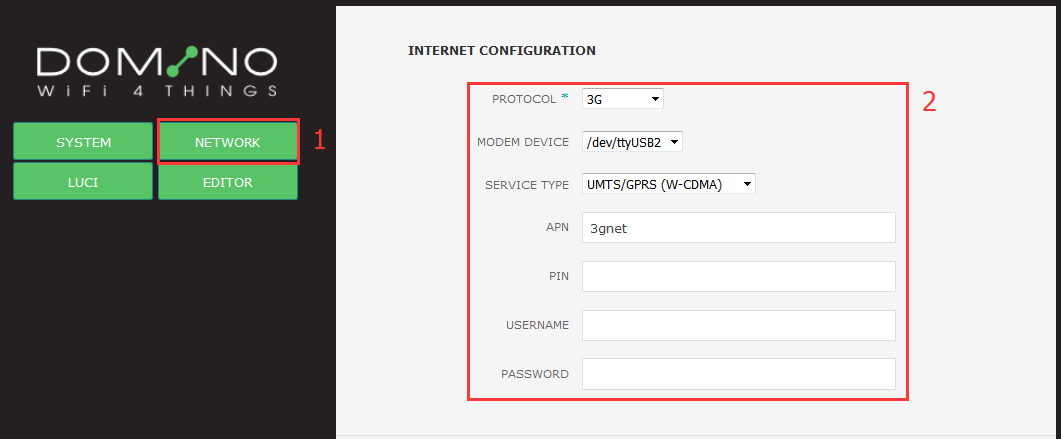 DOMINO
WiFi 4 THINGS
SYSTEM
NETWORK
1
LUCI
EDITOR
INTERNET CONFIGURATION
2
PROTOCOL * 3G
MODEM DEVICE /dev/ttyUSB2
SERVICE TYPE UMTS/GPRS (W-CDMA)
APN 3gnet
PIN
USERNAME
PASSWORD